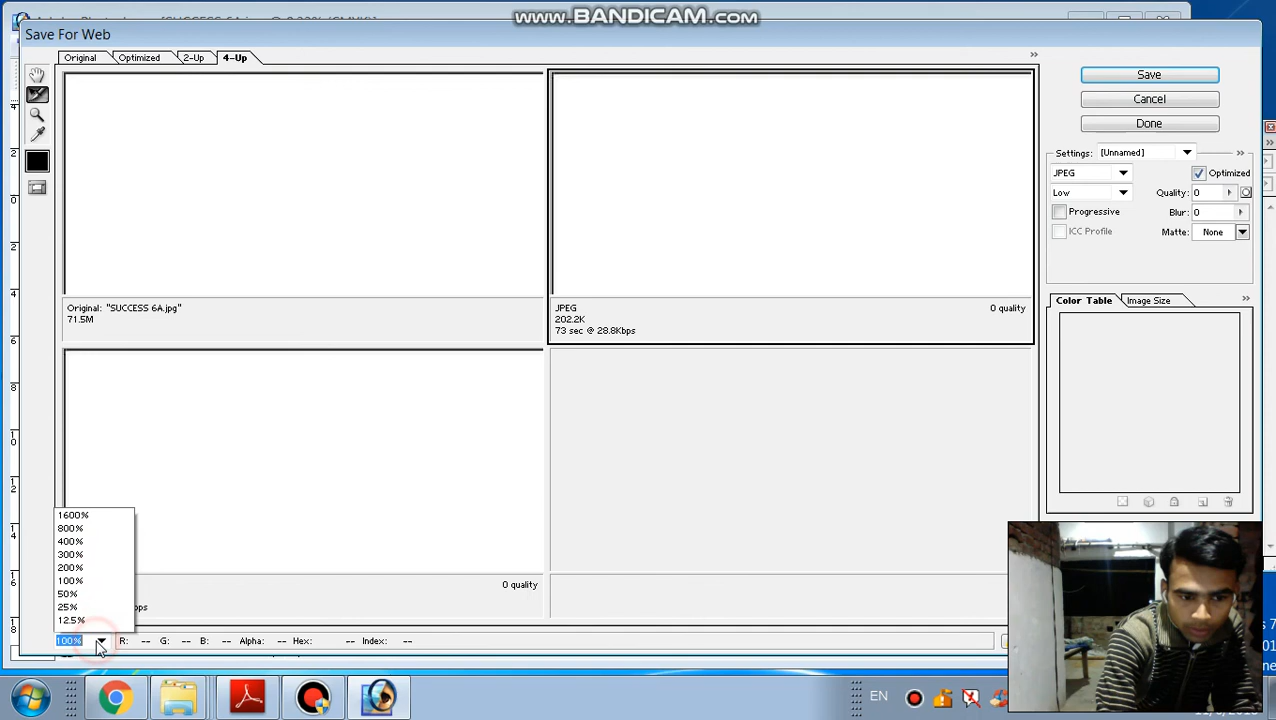 www.BANDICAM.com
Save For Web
Original
Optimized
2-Up
4-Up
Save
Cancel
Done
Settings:
[Unnamed]
JPEG
Optimized
Low
Quality:
0
Progressive
Blur:
0
ICC Profile
Matte:
None
Original: "SUCCESS 6A.jpg"
71.5M
JPEG
0 quality
202.2K
73 sec @ 28.8Kbps
Color Table
Image Size
1600%
800%
400%
300%
200%
100%
50%
25%
12.5%
0 quality
100%
R: --
G: --
B: --
Alpha: --
Hex: --
Index: --
EN